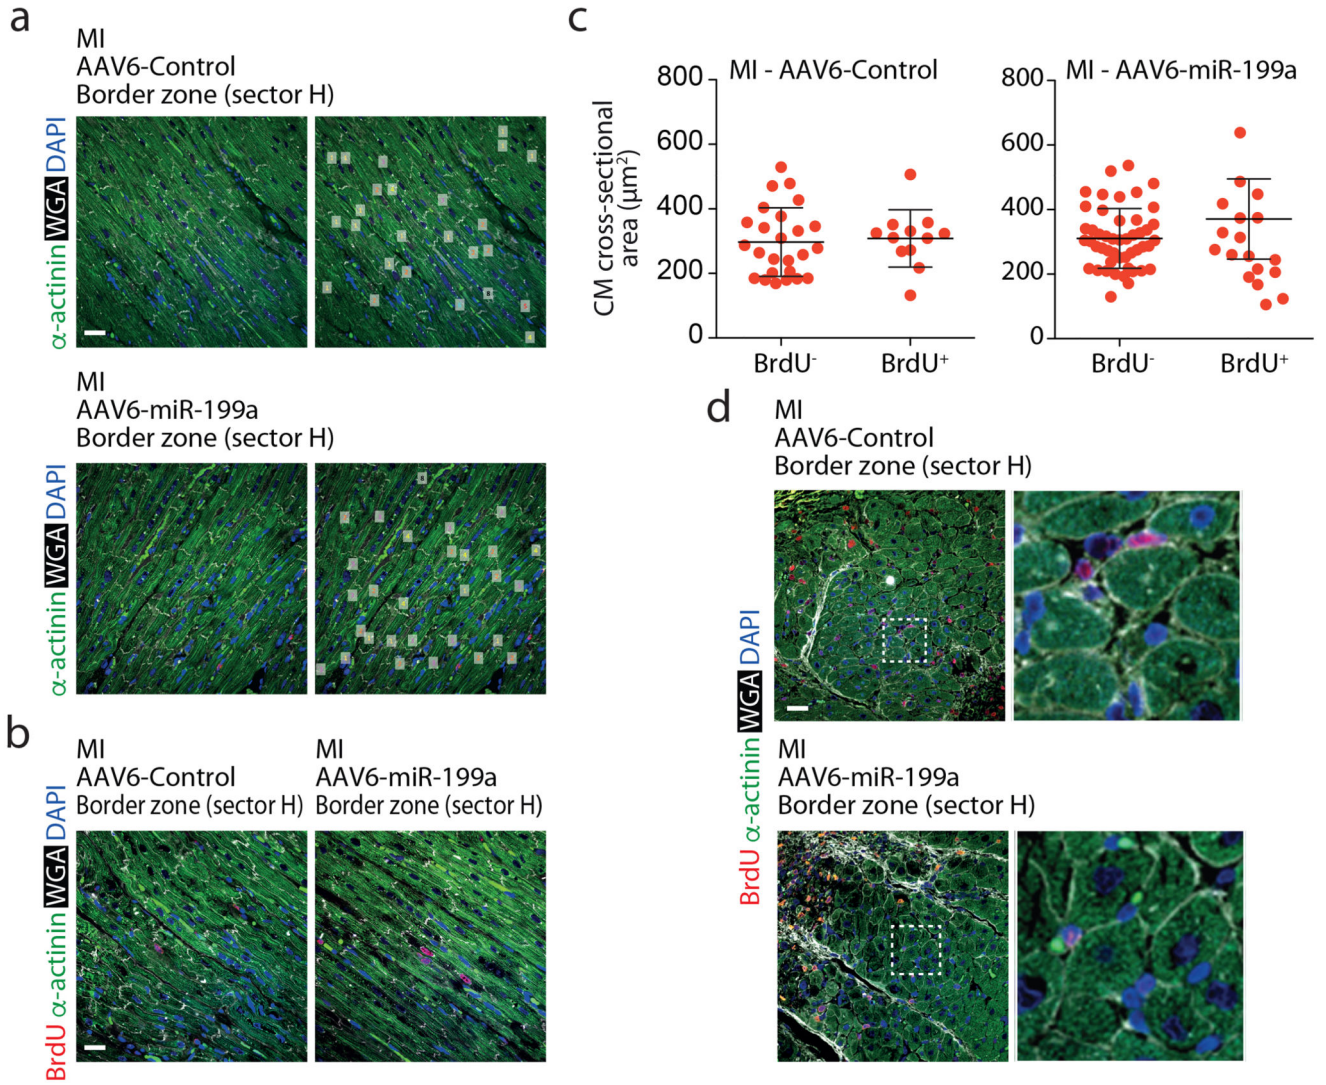 a
MI
AAV6-Control
Border zone (sector H)
α-actinin WGA DAPI
MI
AAV6-miR-199a
Border zone (sector H)
α-actinin WGA DAPI
b
MI
AAV6-Control
Border zone (sector H)
MI
AAV6-miR-199a
Border zone (sector H)
BrdU α-actinin WGA DAPI
c
MI - AAV6-Control
CM cross-sectional
area (µm²)
800
600
400
200
0
BrdU⁻
BrdU⁺
MI - AAV6-miR-199a
800
600
400
200
0
BrdU⁻
BrdU⁺
d
MI
AAV6-Control
Border zone (sector H)
MI
AAV6-miR-199a
Border zone (sector H)
BrdU α-actinin WGA DAPI